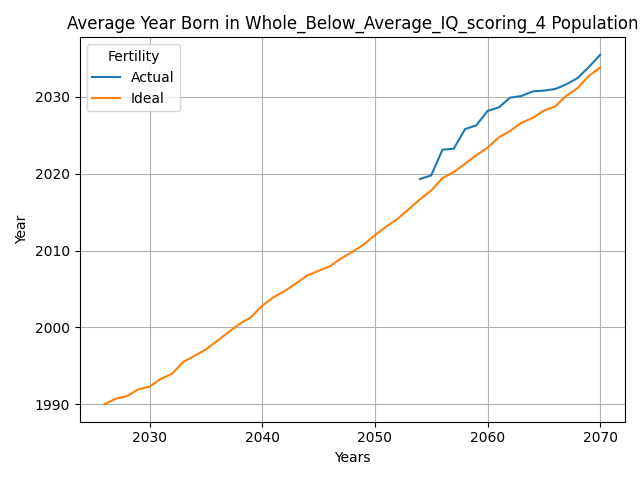 Average Year Born in Whole_Below_Average_IQ_scoring_4 Population
Fertility
Actual
Ideal
2030
2020
2010
2000
1990
Year
2030 2040 2050 2060 2070
Years